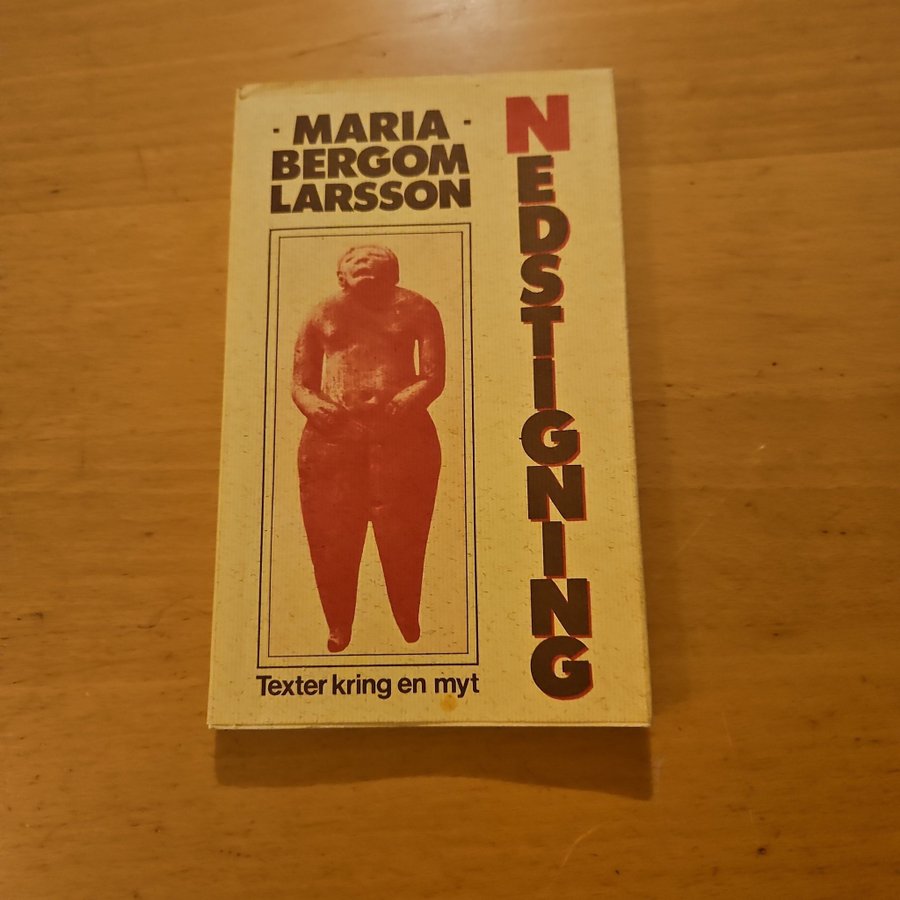 · MARIA ·
BERGOM
LARSSON
NEDSTIGNING
Texter kring en myt